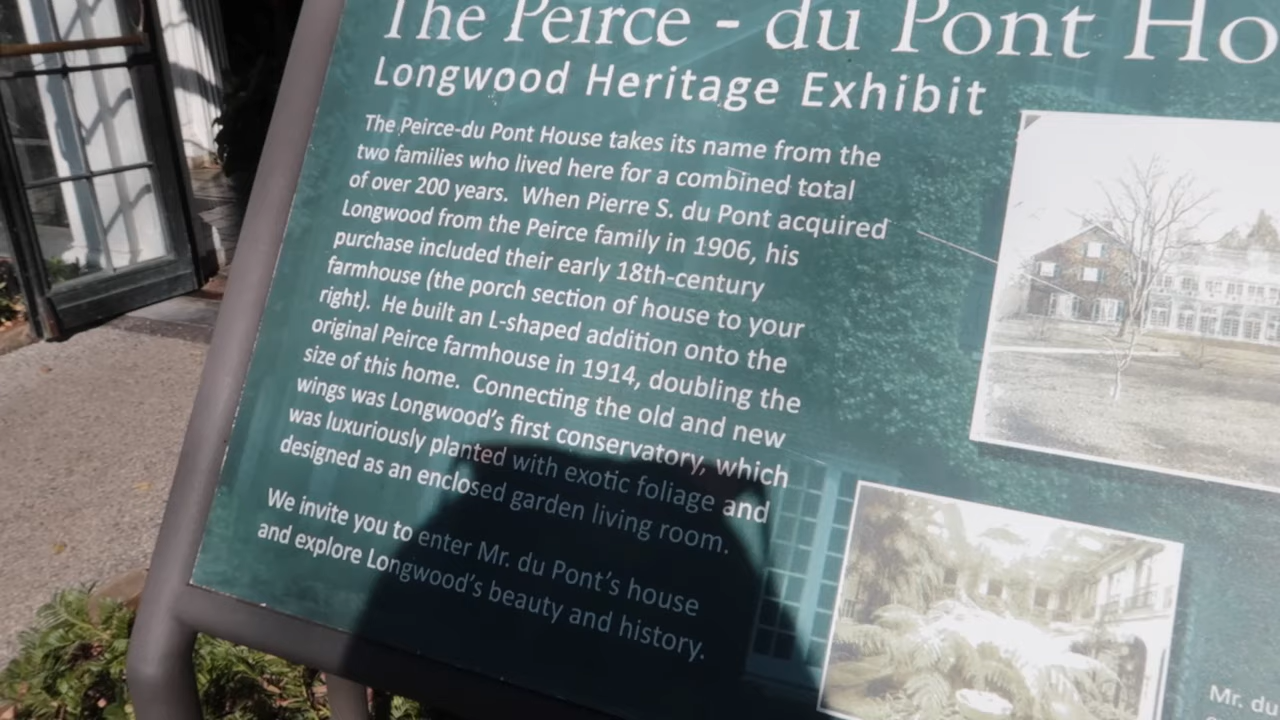 The Peirce - du Pont Ho
Longwood Heritage Exhibit
The Peirce-du Pont House takes its name from the
two families who lived here for a combined total
of over 200 years. When Pierre S. du Pont acquired
Longwood from the Peirce family in 1906, his
purchase included their early 18th-century
farmhouse (the porch section of house to your
right). He built an L-shaped addition onto the
original Peirce farmhouse in 1914, doubling the
size of this home. Connecting the old and new
wings was Longwood's first conservatory, which
was luxuriously planted with exotic foliage and
designed as an enclosed garden living room.
We invite you to enter Mr. du Pont's house
and explore Longwood's beauty and history.
Mr. du